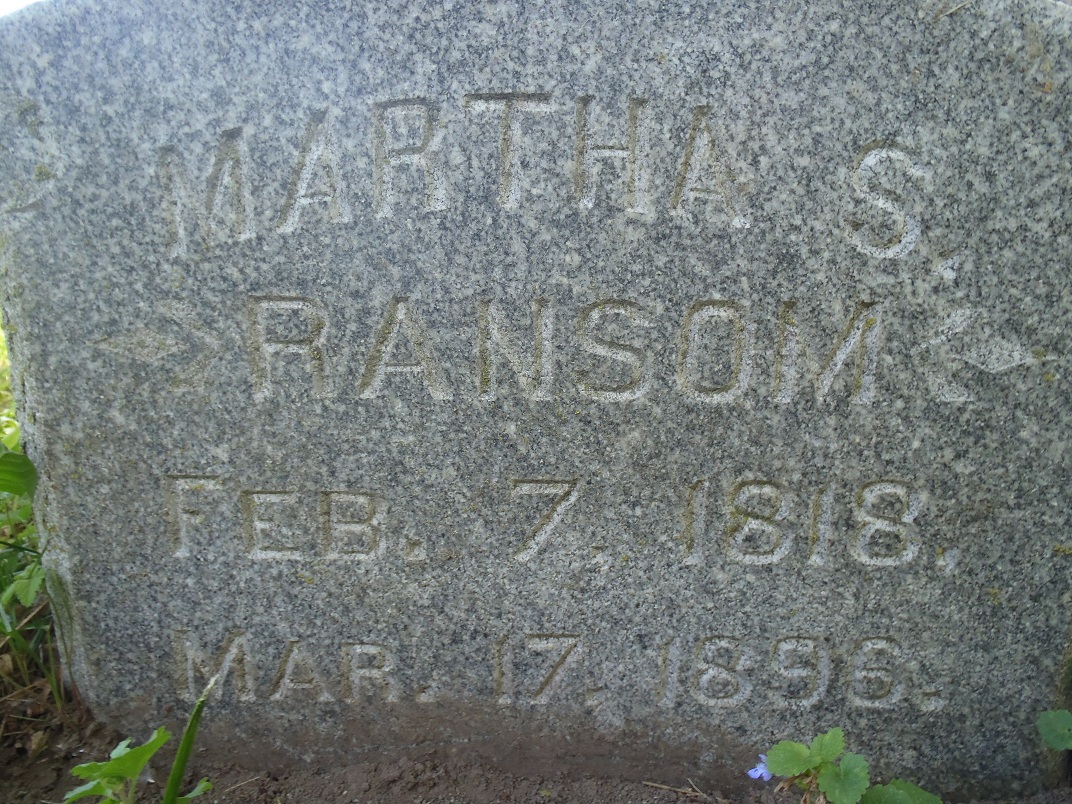 MARTHA S.
RANSOM
FEB. 7, 1818,
MAR. 17, 1896.